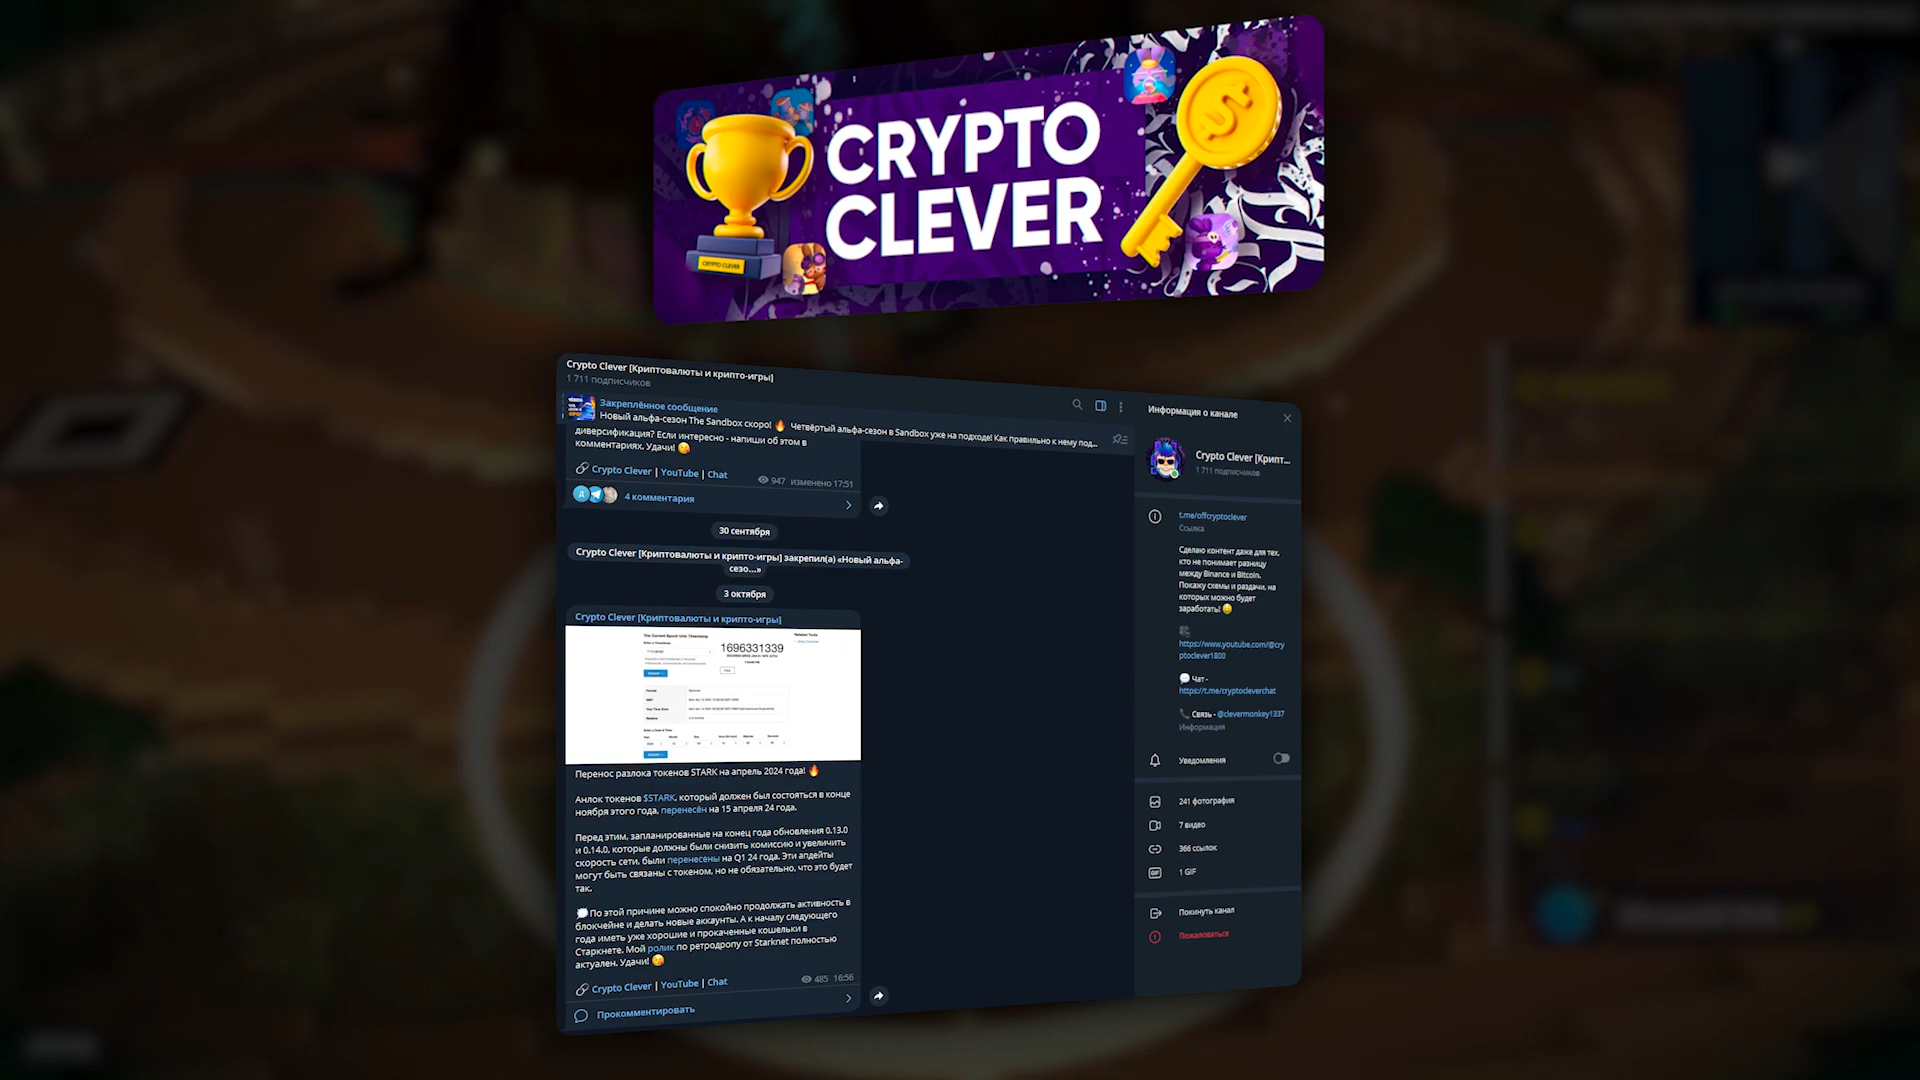 CRYPTO
CLEVER
CRYPTO CLEVER
Crypto Clever [Криптовалюты и крипто-игры]
1 711 подписчиков
Закреплённое сообщение
Новый альфа-сезон The Sandbox скоро! 🔥 Четвёртый альфа-сезон в Sandbox уже на подходе! Как правильно к нему под...
диверсификация? Если интересно - напиши об этом в
комментариях. Удачи! 😘
Crypto Clever | YouTube | Chat
947 изменено 17:51
Д
4 комментария
30 сентября
Crypto Clever [Криптовалюты и крипто-игры] закрепил(а) «Новый альфа-
сезо...»
3 октября
Crypto Clever [Криптовалюты и крипто-игры]
The Current Epoch Unix Timestamp
1696331339
Перенос разлока токенов STARK на апрель 2024 года! 🔥
Анлок токенов $STARK, который должен был состояться в конце
ноября этого года, перенесён на 15 апреля 24 года.
Перед этим, запланированные на конец года обновления 0.13.0
и 0.14.0, которые должны были снизить комиссию и увеличить
скорость сети, были перенесены на Q1 24 года. Эти апдейты
могут быть связаны с токеном, но не обязательно, что это будет
так.
💭По этой причине можно спокойно продолжать активность в
блокчейне и делать новые аккаунты. А к началу следующего
года иметь уже хорошие и прокаченные кошельки в
Старкнете. Мой ролик по ретродропу от Starknet полностью
актуален. Удачи! 😘
Crypto Clever | YouTube | Chat
485 16:56
Прокомментировать
Информация о канале
Crypto Clever [Крипт...
1 711 подписчиков
t.me/offcryptoclever
Ссылка
Сделаю контент даже для тех,
кто не понимает разницу
между Binance и Bitcoin.
Покажу схемы и раздачи, на
которых можно будет
заработать! 😄
https://www.youtube.com/@cry
ptoclever1800
💬 Чат -
https://t.me/cryptocleverchat
📞 Связь - @clevermonkey1337
Информация
Уведомления
241 фотография
7 видео
366 ссылок
GIF
1 GIF
Покинуть канал
Пожаловаться